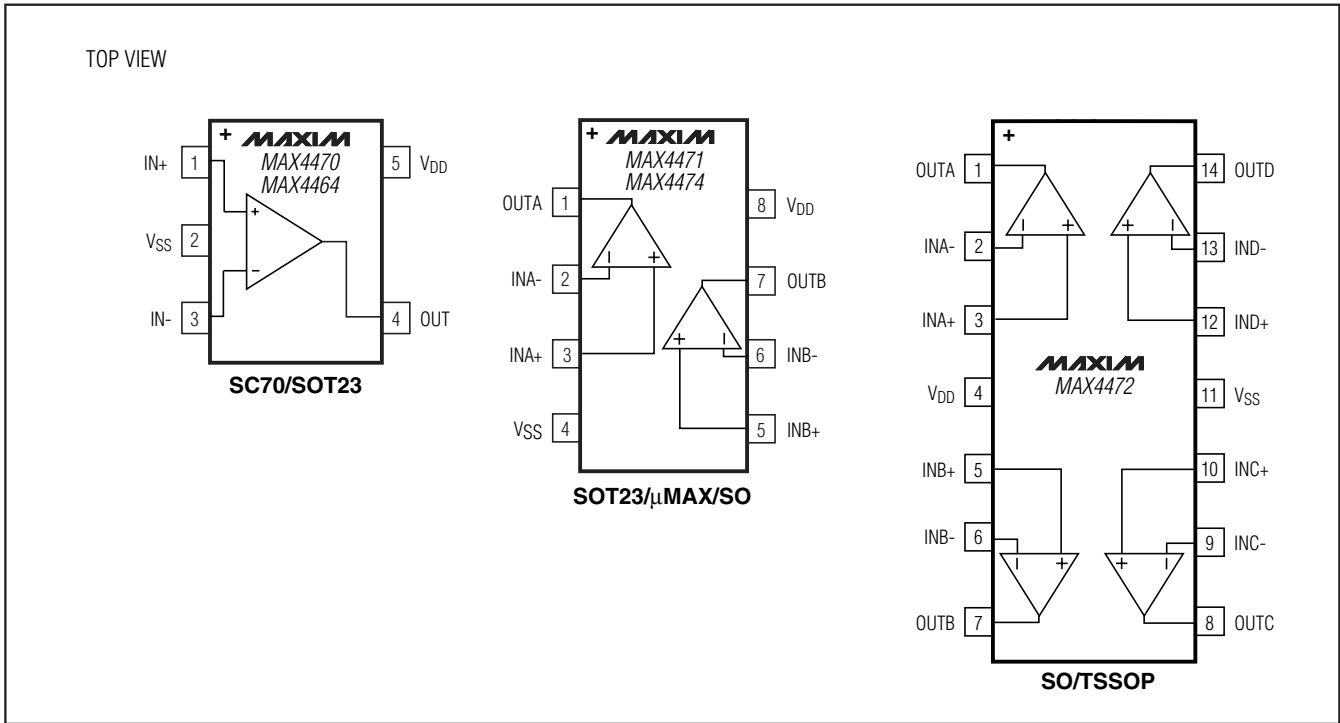 TOP VIEW
+ MAXIM
MAX4470
MAX4464
IN+ 1
5 VDD
VSS 2
+
−
IN- 3
4 OUT
SC70/SOT23
+ MAXIM
MAX4471
MAX4474
OUTA 1
8 VDD
− +
INA- 2
7 OUTB
INA+ 3
+ −
6 INB-
VSS 4
5 INB+
SOT23/μMAX/SO
+
OUTA 1
14 OUTD
− +
+ −
INA- 2
13 IND-
INA+ 3
12 IND+
MAXIM
MAX4472
VDD 4
11 VSS
INB+ 5
10 INC+
INB- 6
9 INC-
− +
+ −
OUTB 7
8 OUTC
SO/TSSOP